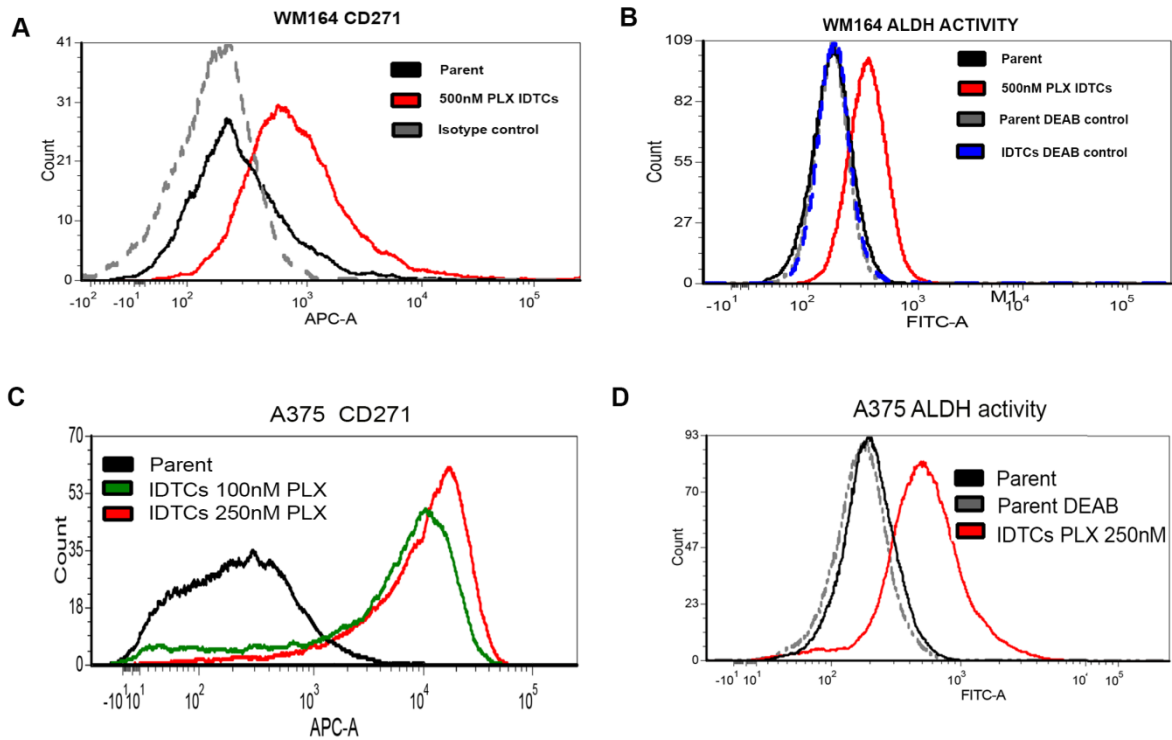 A
WM164 CD271
41
31
21
10
0
Count
Parent
500nM PLX IDTCs
Isotype control
-10² -10¹ 10² 10³ 10⁴ 10⁵
APC-A
B
WM164 ALDH ACTIVITY
109
82
55
27
0
Count
Parent
500nM PLX IDTCs
Parent DEAB control
IDTCs DEAB control
-10¹ 10² 10³ 10⁴ 10⁵
M1
FITC-A
C
A375 CD271
70
53
35
18
0
Count
Parent
IDTCs 100nM PLX
IDTCs 250nM PLX
-10 10¹ 10² 10³ 10⁴ 10⁵
APC-A
D
A375 ALDH activity
93
70
47
23
0
Count
Parent
Parent DEAB
IDTCs PLX 250nM
-10¹ 10¹ 10² 10³ 10⁵
FITC-A